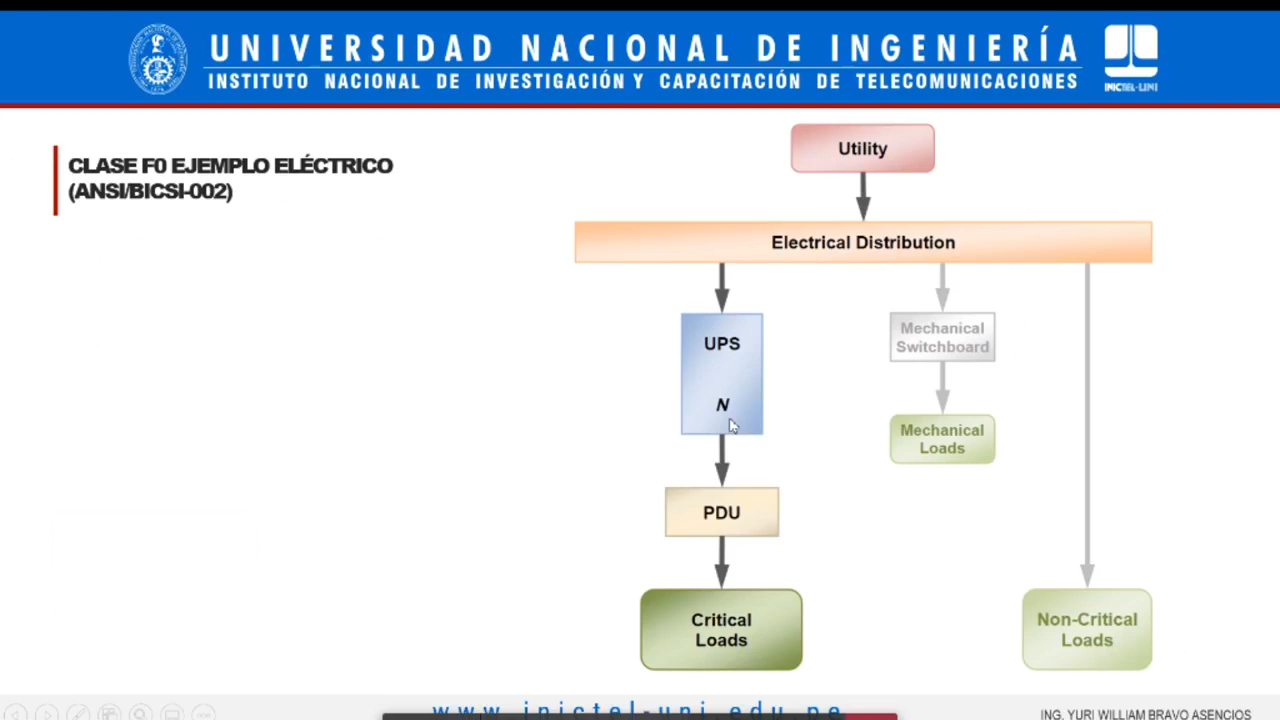 UNIVERSIDAD NACIONAL DE INGENIERÍA
INSTITUTO NACIONAL DE INVESTIGACIÓN Y CAPACITACIÓN DE TELECOMUNICACIONES
INICTEL-UNI
CLASE F0 EJEMPLO ELÉCTRICO
(ANSI/BICSI-002)
Utility
Electrical Distribution
UPS
N
Mechanical
Switchboard
Mechanical
Loads
PDU
Critical
Loads
Non-Critical
Loads
www.inictel-uni.edu.pe
ING. YURI WILLIAM BRAVO ASENCIOS